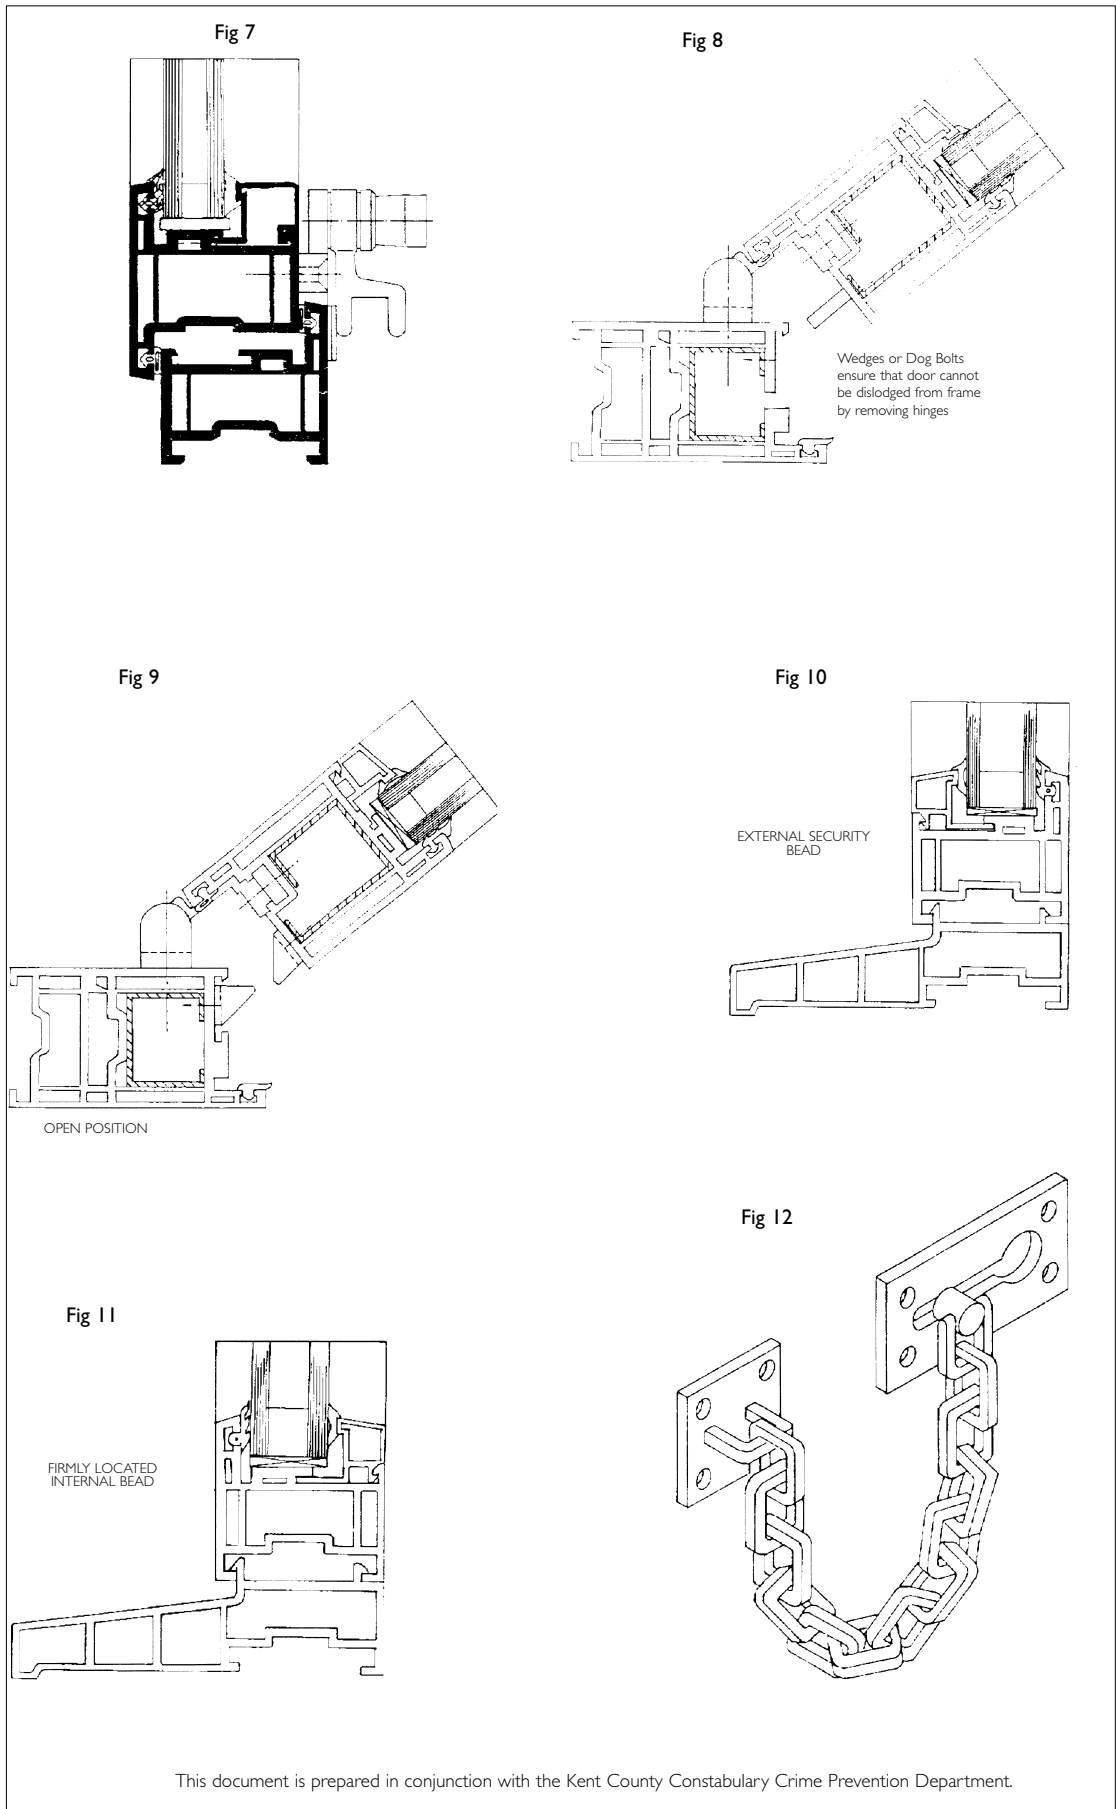 Fig 7
Fig 8
Wedges or Dog Bolts
ensure that door cannot
be dislodged from frame
by removing hinges
Fig 9
Fig 10
EXTERNAL SECURITY
BEAD
OPEN POSITION
Fig 12
Fig 11
FIRMLY LOCATED
INTERNAL BEAD
This document is prepared in conjunction with the Kent County Constabulary Crime Prevention Department.